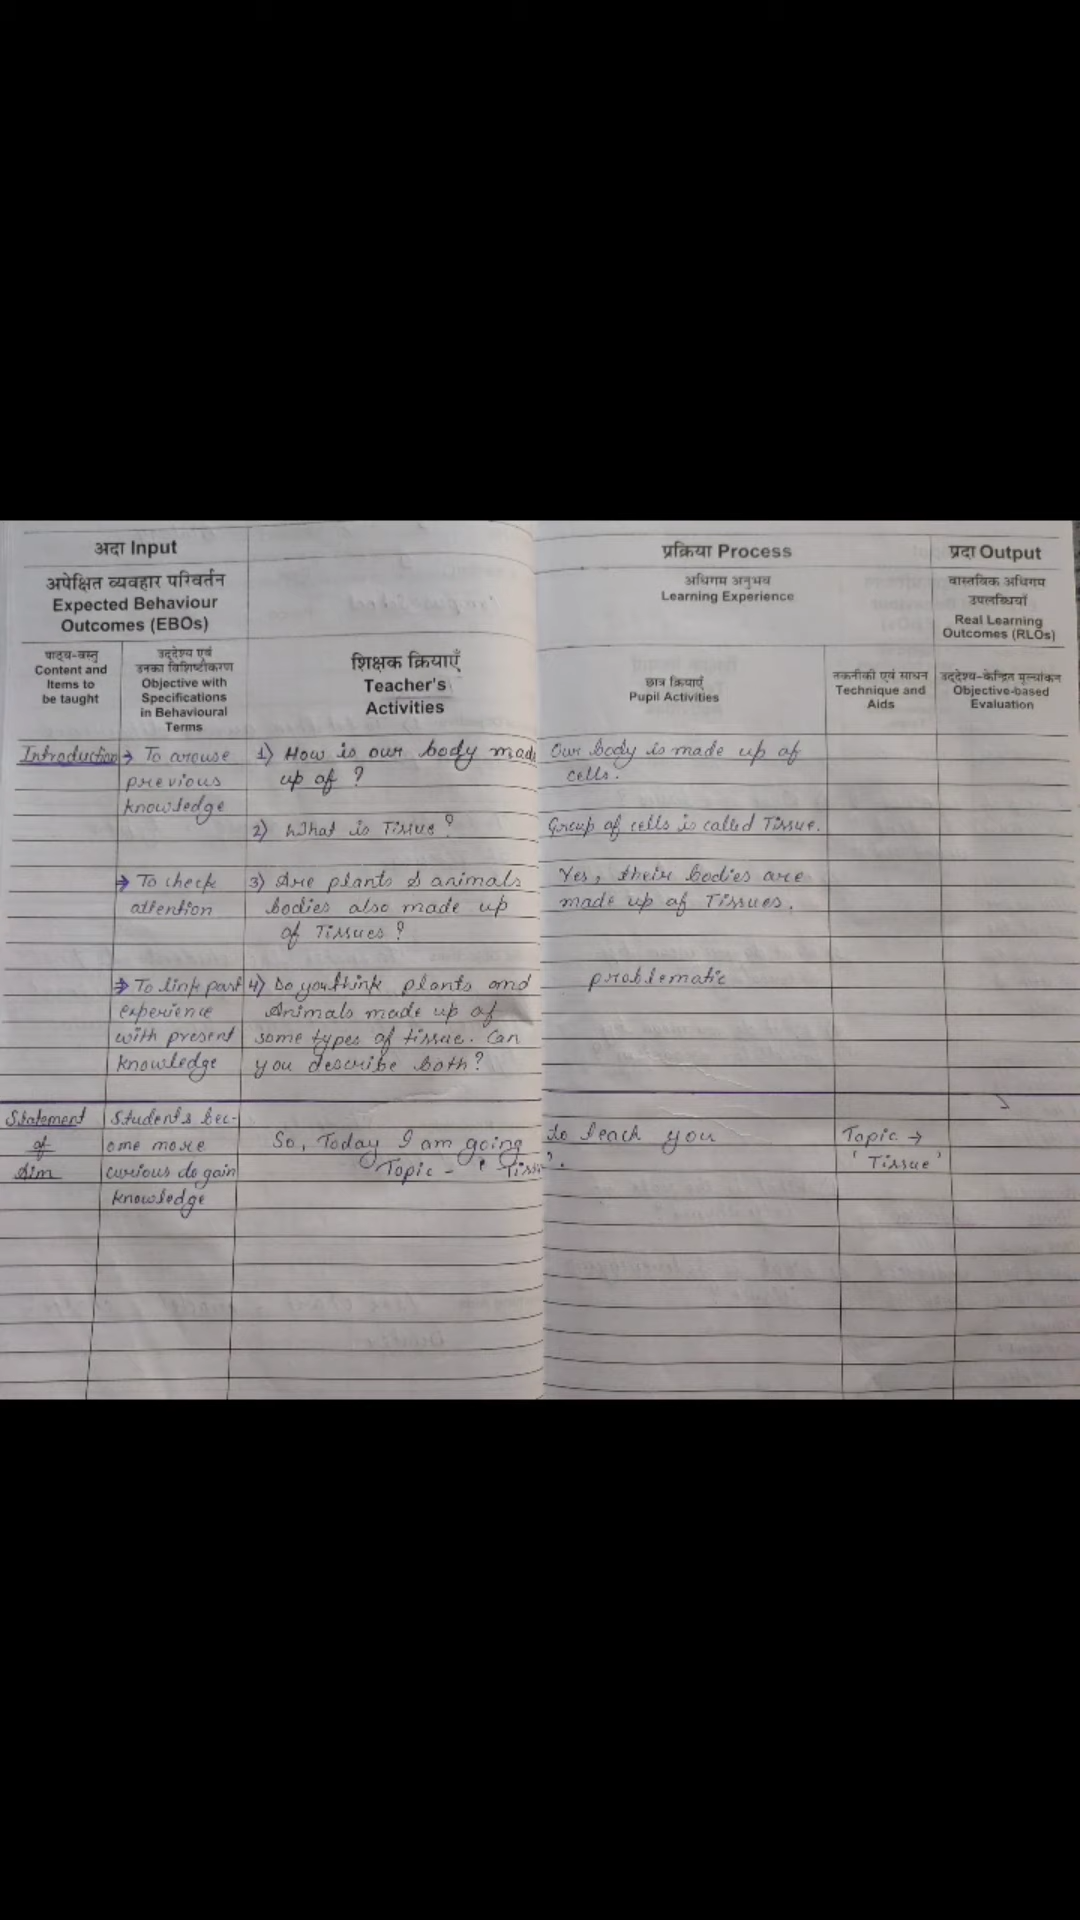 अदा Input
प्रक्रिया Process
प्रदा Output
अपेक्षित व्यवहार परिवर्तन
Expected Behaviour
Outcomes (EBOs)
अधिगम अनुभव
Learning Experience
वास्तविक अधिगम
उपलब्धियाँ
Real Learning
Outcomes (RLOs)
पाठ्य-वस्तु
Content and
Items to
be taught
उद्देश्य एवं
उनका विशिष्टीकरण
Objective with
Specifications
in Behavioural
Terms
शिक्षक क्रियाएँ
Teacher's
Activities
छात्र क्रियाएं
Pupil Activities
तकनीकी एवं साधन
Technique and
Aids
उद्देश्य-केन्द्रित मूल्यांकन
Objective-based
Evaluation
Introduction
→ To arouse
previous
knowledge
1) How is our body made
up of ?
Our body is made up of
cells.
2) What is Tissue?
Group of cells is called Tissue.
→ To check
attention
3) Are plants & animals
bodies also made up
of Tissues?
Yes, their bodies are
made up of Tissues.
→ To link past
experience
with present
knowledge
4) Do you think plants and
Animals made up of
some types of tissue. Can
you describe both?
problematic
Statement
of
Aim
Students bec-
ome more
curious do gain
knowledge
So, Today I am going to teach you
Topic - ' Tissu'.
Topic →
' Tissue'